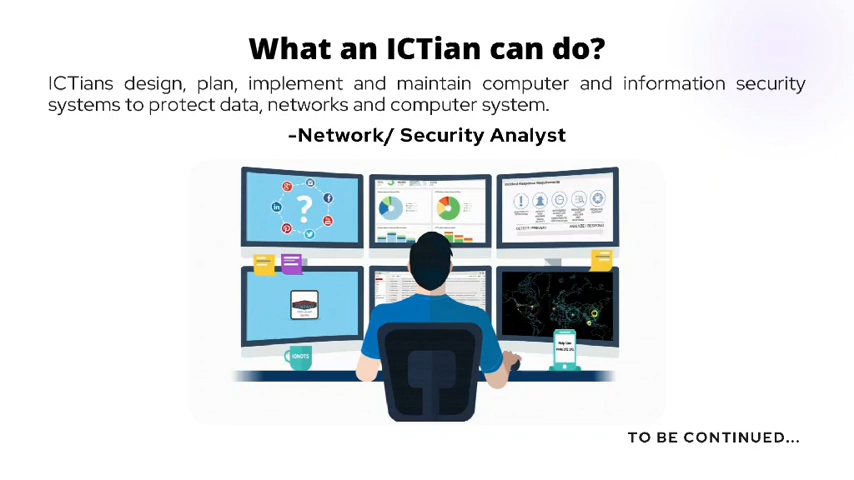 What an ICTian can do?
ICTians design, plan, implement and maintain computer and information security
systems to protect data, networks and computer system.
-Network/ Security Analyst
?
TO BE CONTINUED...